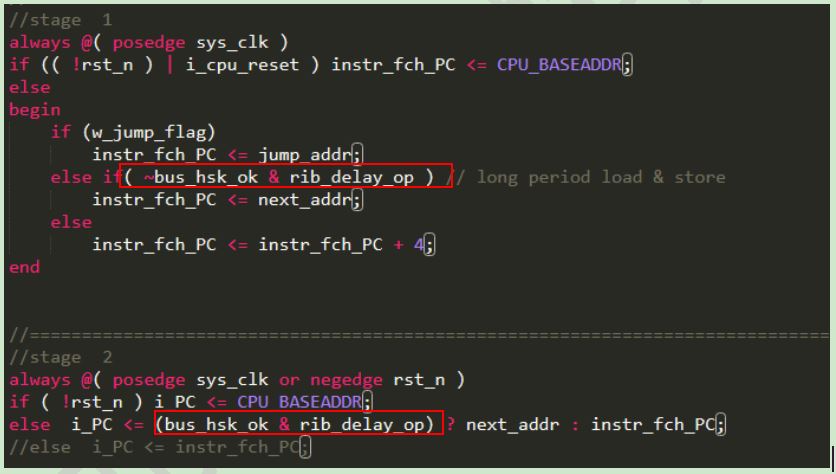 //stage  1
always @( posedge sys_clk )
if (( !rst_n ) | i_cpu_reset ) instr_fch_PC <= CPU_BASEADDR;
else
begin
    if (w_jump_flag)
        instr_fch_PC <= jump_addr;
    else if( ~bus_hsk_ok & rib_delay_op ) // long period load & store
        instr_fch_PC <= next_addr;
    else
        instr_fch_PC <= instr_fch_PC + 4;
end
//==============================================================================
//stage  2
always @( posedge sys_clk or negedge rst_n )
if ( !rst_n ) i_PC <= CPU_BASEADDR;
else  i_PC <= (bus_hsk_ok & rib_delay_op) ? next_addr : instr_fch_PC;
//else  i_PC <= instr_fch_PC;